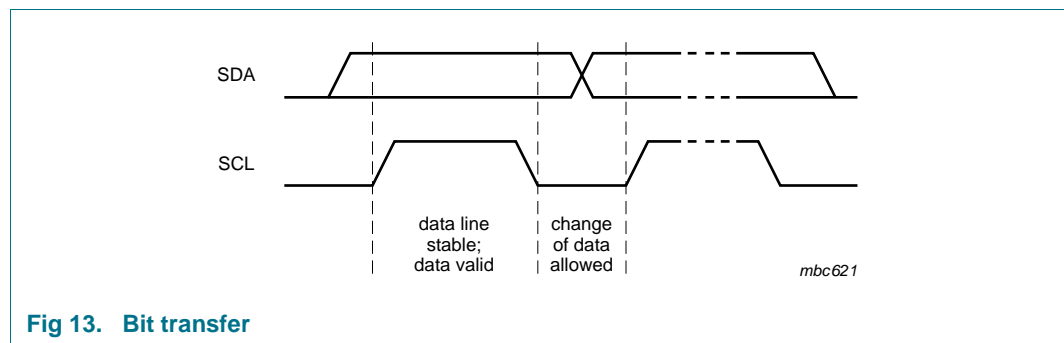 SDA
SCL
data line
stable;
data valid
change
of data
allowed
mbc621
Fig 13. Bit transfer